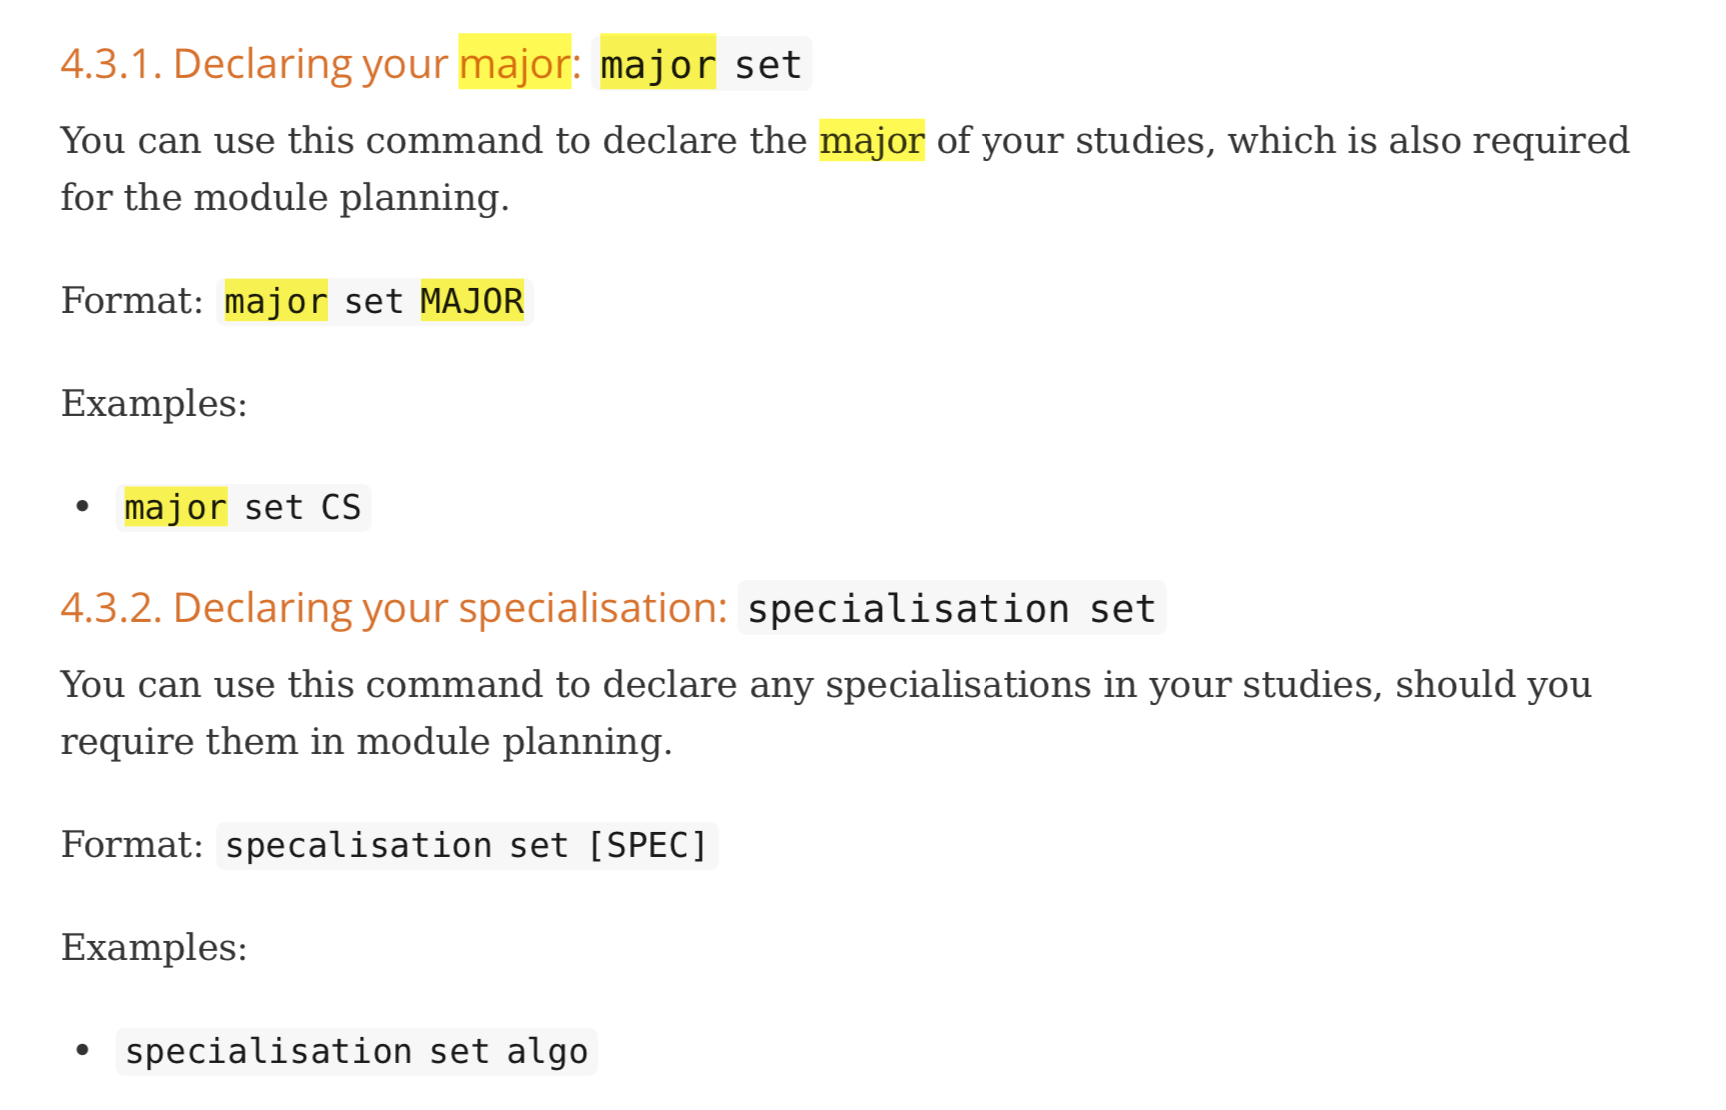 4.3.1. Declaring your major: major set
You can use this command to declare the major of your studies, which is also required
for the module planning.
Format: major set MAJOR
Examples:
• major set CS
4.3.2. Declaring your specialisation: specialisation set
You can use this command to declare any specialisations in your studies, should you
require them in module planning.
Format: specalisation set [SPEC]
Examples:
• specialisation set algo